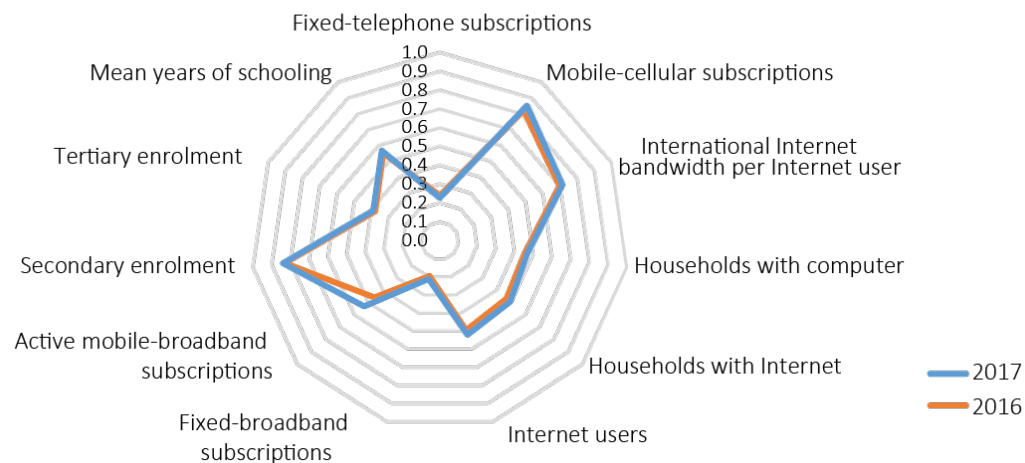 Fixed-telephone subscriptions
1.0
0.9
0.8
0.7
0.6
0.5
0.4
0.3
0.2
0.1
0.0
Mobile-cellular subscriptions
International Internet
bandwidth per Internet user
Households with computer
Households with Internet
Internet users
Fixed-broadband
subscriptions
Active mobile-broadband
subscriptions
Secondary enrolment
Tertiary enrolment
Mean years of schooling
2017
2016